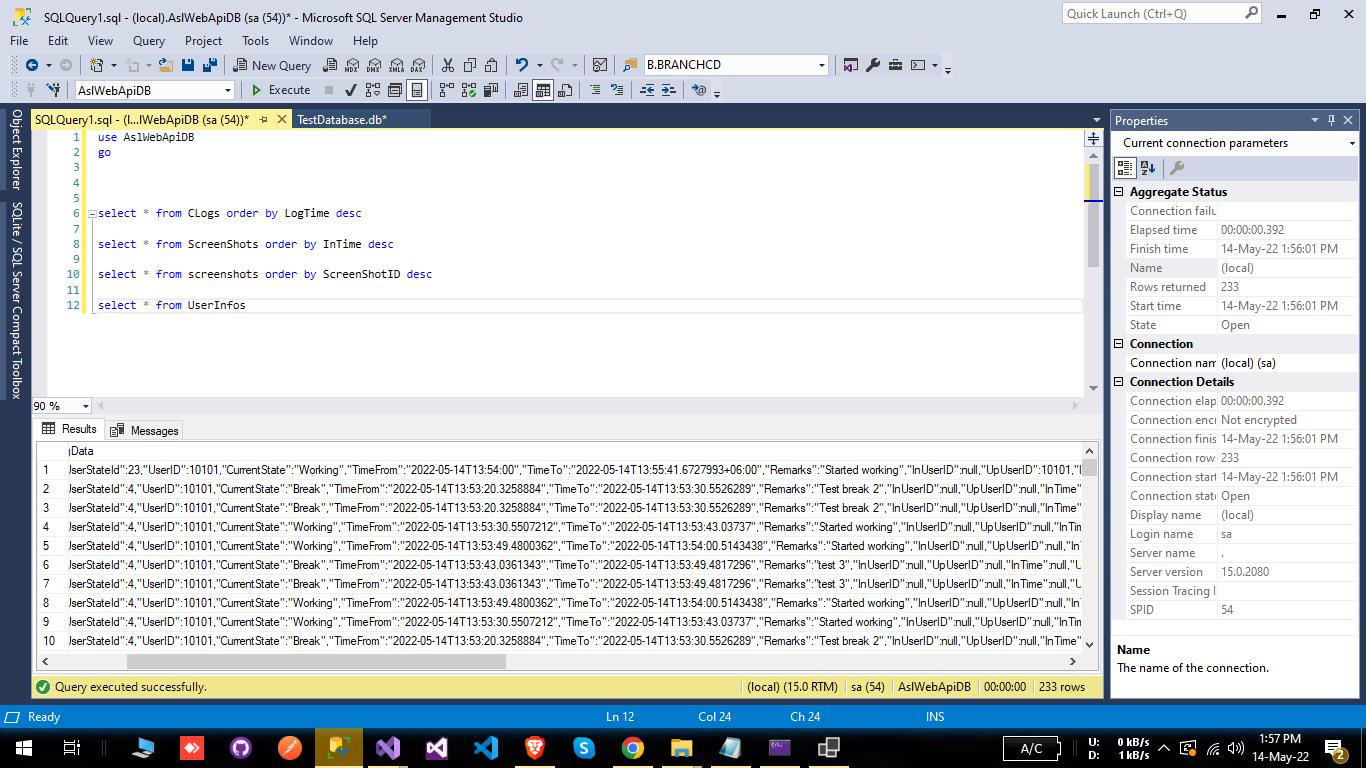 SQLQuery1.sql - (local).AslWebApiDB (sa (54))* - Microsoft SQL Server Management Studio
Quick Launch (Ctrl+Q)
File Edit View Query Project Tools Window Help
New Query MDX DMX XMLA DAX B.BRANCHCD
AslWebApiDB Execute
Object Explorer
SQLite / SQL Server Compact Toolbox
SQLQuery1.sql - (l...lWebApiDB (sa (54))* TestDatabase.db*
1 use AslWebApiDB
2 go
3
4
5
6 select * from CLogs order by LogTime desc
7
8 select * from ScreenShots order by InTime desc
9
10 select * from screenshots order by ScreenShotID desc
11
12 select * from UserInfos
90 %
Results Messages
Data
1 JserStateId":23,"UserID":10101,"CurrentState":"Working","TimeFrom":"2022-05-14T13:54:00","TimeTo":"2022-05-14T13:55:41.6727993+06:00","Remarks":"Started working","InUserID":null,"UpUserID":10101,"I
2 JserStateId":4,"UserID":10101,"CurrentState":"Break","TimeFrom":"2022-05-14T13:53:20.3258884","TimeTo":"2022-05-14T13:53:30.5526289","Remarks":"Test break 2","InUserID":null,"UpUserID":null,"InTime"
3 JserStateId":4,"UserID":10101,"CurrentState":"Break","TimeFrom":"2022-05-14T13:53:20.3258884","TimeTo":"2022-05-14T13:53:30.5526289","Remarks":"Test break 2","InUserID":null,"UpUserID":null,"InTime"
4 JserStateId":4,"UserID":10101,"CurrentState":"Working","TimeFrom":"2022-05-14T13:53:30.5507212","TimeTo":"2022-05-14T13:53:43.03737","Remarks":"Started working","InUserID":null,"UpUserID":null,"InTim
5 JserStateId":4,"UserID":10101,"CurrentState":"Working","TimeFrom":"2022-05-14T13:53:49.4800362","TimeTo":"2022-05-14T13:54:00.5143438","Remarks":"Started working","InUserID":null,"UpUserID":null,"InT
6 JserStateId":4,"UserID":10101,"CurrentState":"Break","TimeFrom":"2022-05-14T13:53:43.0361343","TimeTo":"2022-05-14T13:53:49.4817296","Remarks":"test 3","InUserID":null,"UpUserID":null,"InTime":null,"U
7 JserStateId":4,"UserID":10101,"CurrentState":"Break","TimeFrom":"2022-05-14T13:53:43.0361343","TimeTo":"2022-05-14T13:53:49.4817296","Remarks":"test 3","InUserID":null,"UpUserID":null,"InTime":null,"U
8 JserStateId":4,"UserID":10101,"CurrentState":"Working","TimeFrom":"2022-05-14T13:53:49.4800362","TimeTo":"2022-05-14T13:54:00.5143438","Remarks":"Started working","InUserID":null,"UpUserID":null,"InT
9 JserStateId":4,"UserID":10101,"CurrentState":"Working","TimeFrom":"2022-05-14T13:53:30.5507212","TimeTo":"2022-05-14T13:53:43.03737","Remarks":"Started working","InUserID":null,"UpUserID":null,"InTim
10 JserStateId":4,"UserID":10101,"CurrentState":"Break","TimeFrom":"2022-05-14T13:53:20.3258884","TimeTo":"2022-05-14T13:53:30.5526289","Remarks":"Test break 2","InUserID":null,"UpUserID":null,"InTime"
Query executed successfully. (local) (15.0 RTM) sa (54) AslWebApiDB 00:00:00 233 rows
Properties
Current connection parameters
Aggregate Status
Connection failu
Elapsed time 00:00:00.392
Finish time 14-May-22 1:56:01 PM
Name (local)
Rows returned 233
Start time 14-May-22 1:56:01 PM
State Open
Connection
Connection nam (local) (sa)
Connection Details
Connection elap 00:00:00.392
Connection encr Not encrypted
Connection finis 14-May-22 1:56:01 PM
Connection row 233
Connection start 14-May-22 1:56:01 PM
Connection state Open
Display name (local)
Login name sa
Server name .
Server version 15.0.2080
Session Tracing I
SPID 54
Name
The name of the connection.
Ready Ln 12 Col 24 Ch 24 INS
A/C U: 0 kB/s
D: 1 kB/s
1:57 PM
14-May-22
2